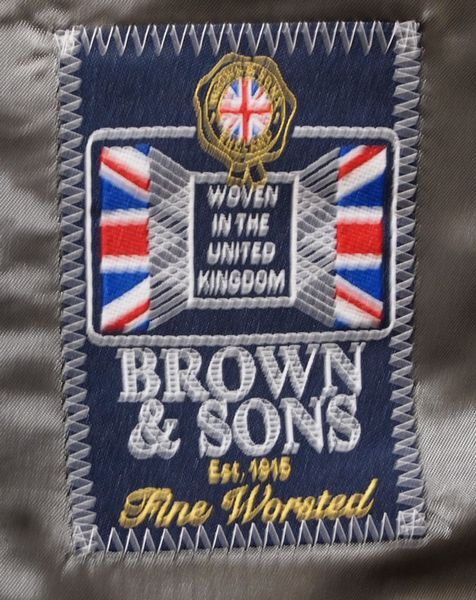 WOVEN
IN THE
UNITED
KINGDOM
BROWN
& SONS
Est, 1915
Fine Worsted